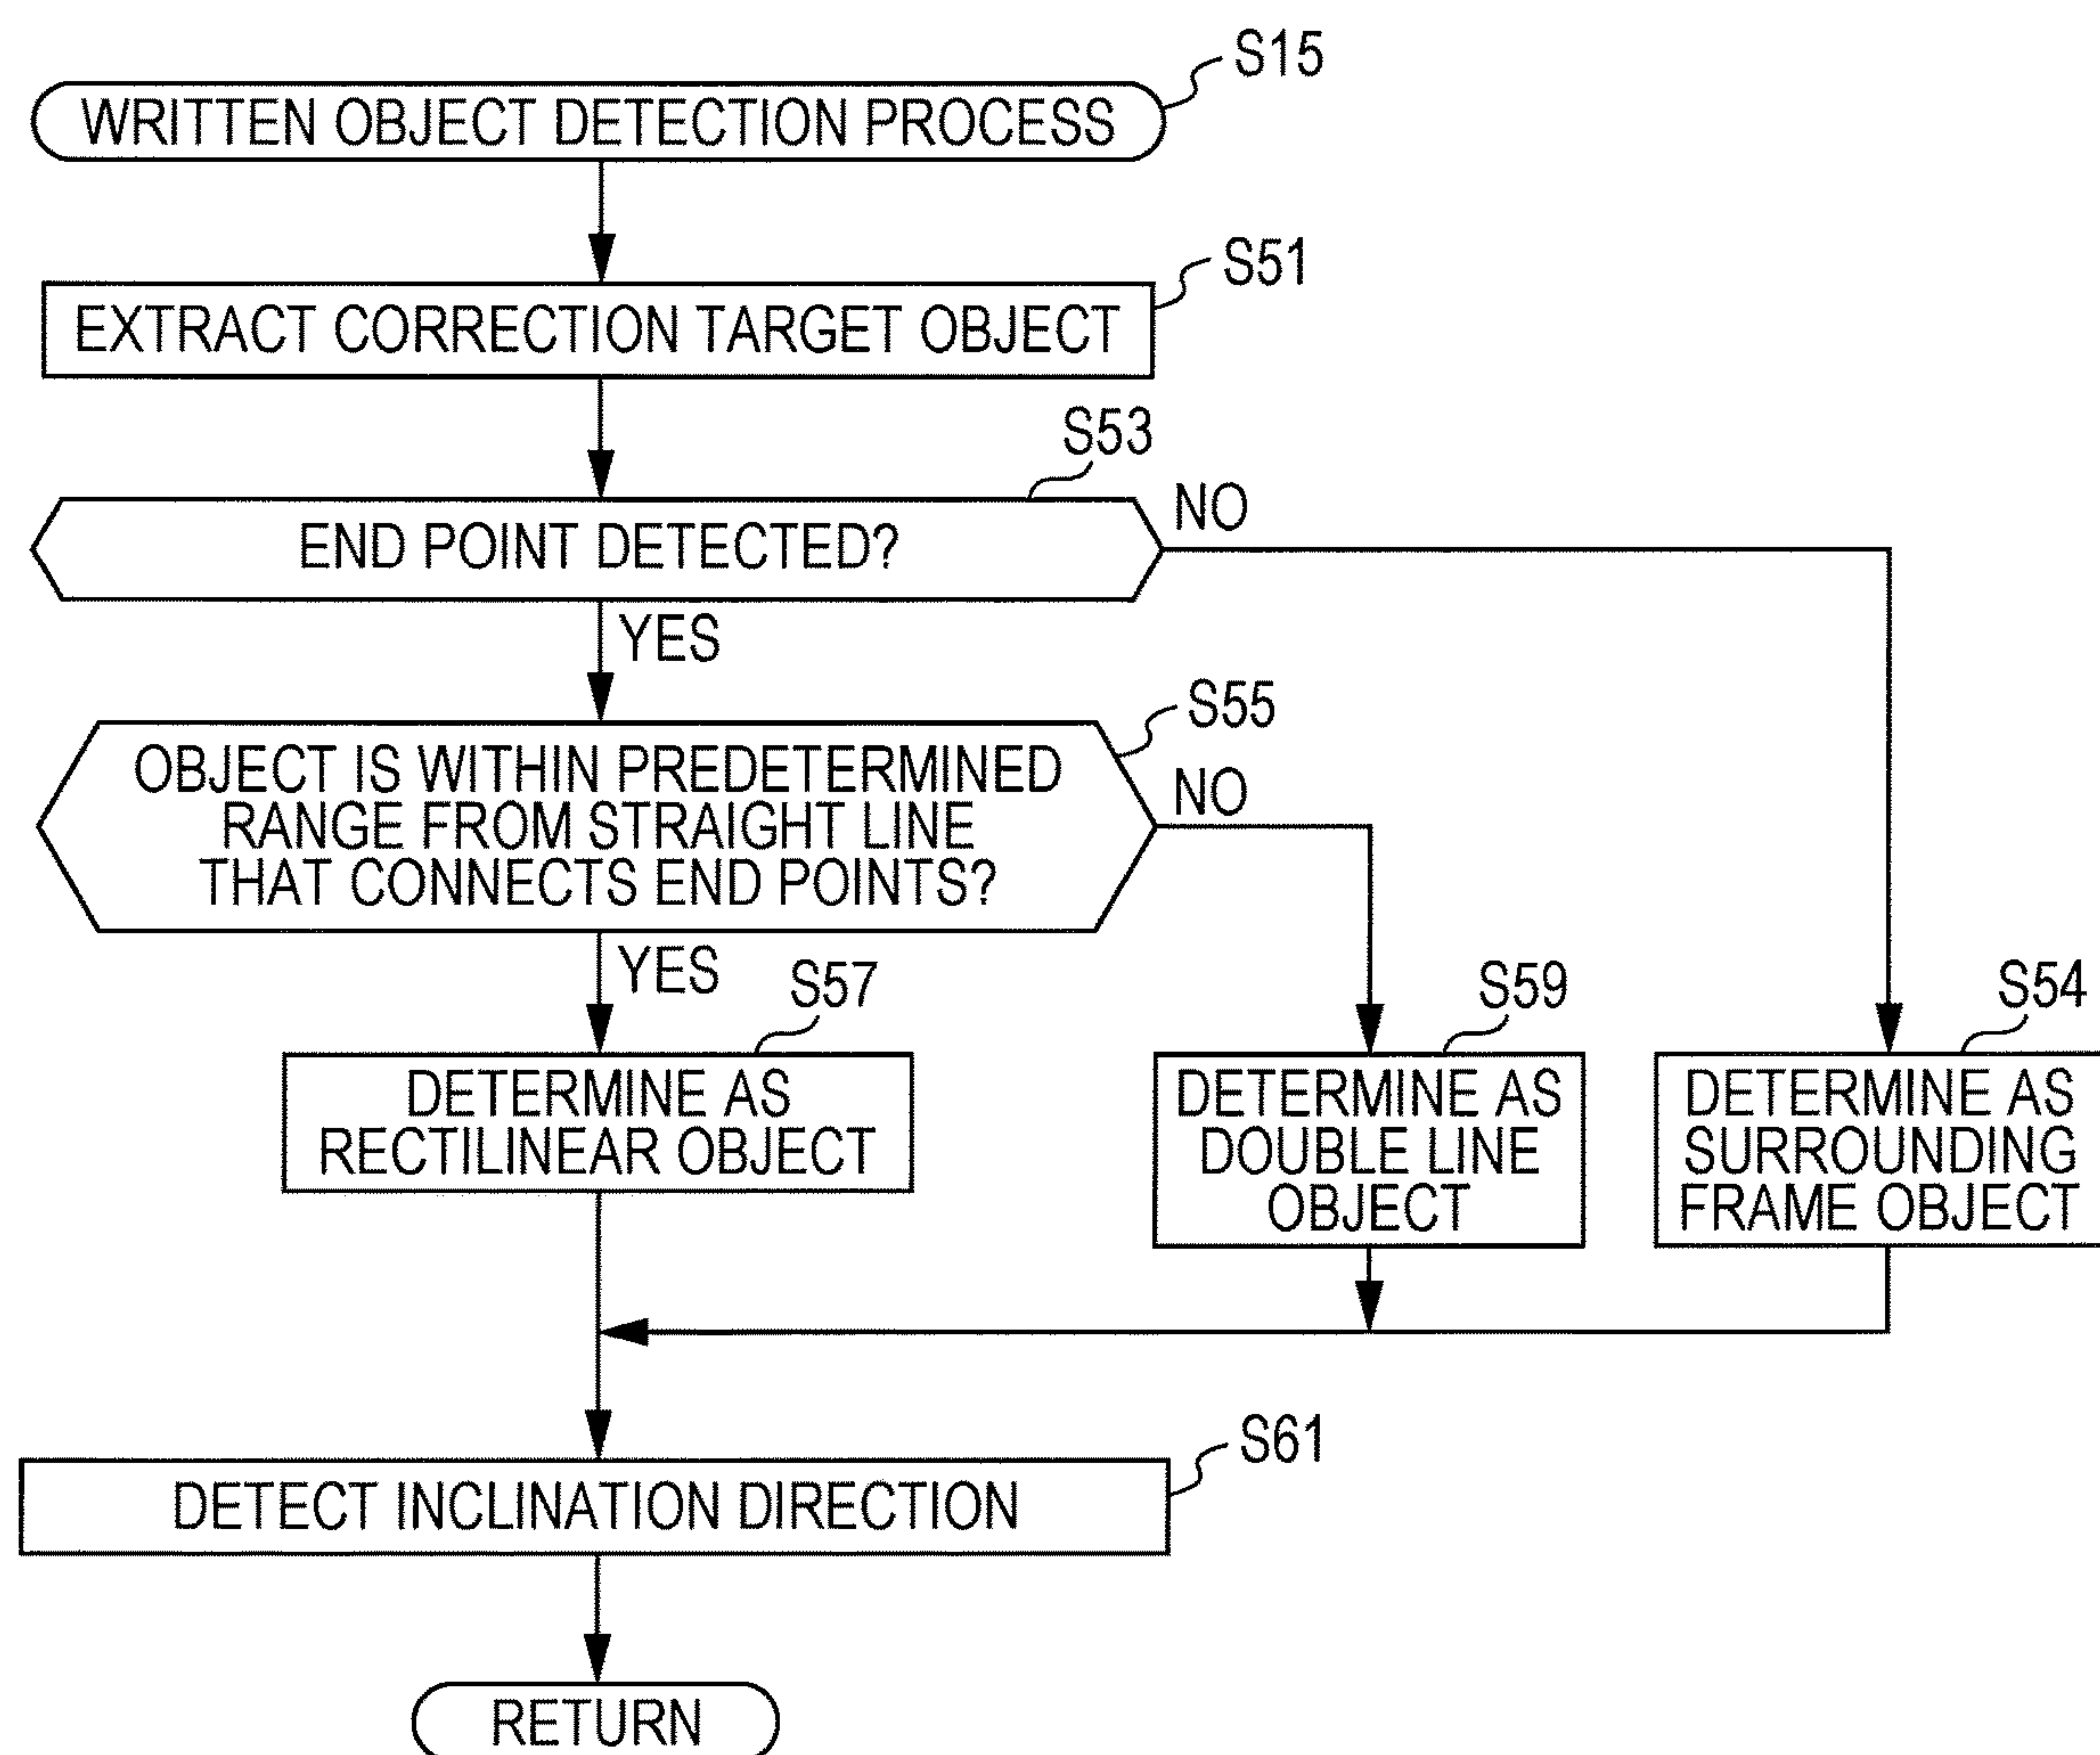 S15
WRITTEN OBJECT DETECTION PROCESS
S51
EXTRACT CORRECTION TARGET OBJECT
S53
END POINT DETECTED?
NO
YES
S55
OBJECT IS WITHIN PREDETERMINED
RANGE FROM STRAIGHT LINE
THAT CONNECTS END POINTS?
NO
YES
S57
DETERMINE AS
RECTILINEAR OBJECT
S59
DETERMINE AS
DOUBLE LINE
OBJECT
S54
DETERMINE AS
SURROUNDING
FRAME OBJECT
S61
DETECT INCLINATION DIRECTION
RETURN